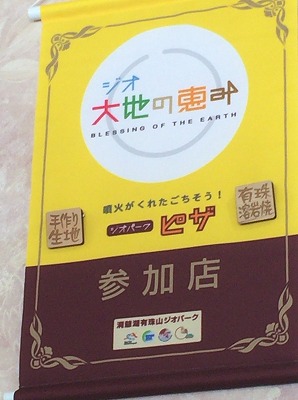 ジオ
大地の恵み
BLESSING OF THE EARTH
噴火がくれたごちそう！
ジオパーク ピザ
手作り
生地
有珠
溶岩焼
参加店
洞爺湖有珠山ジオパーク